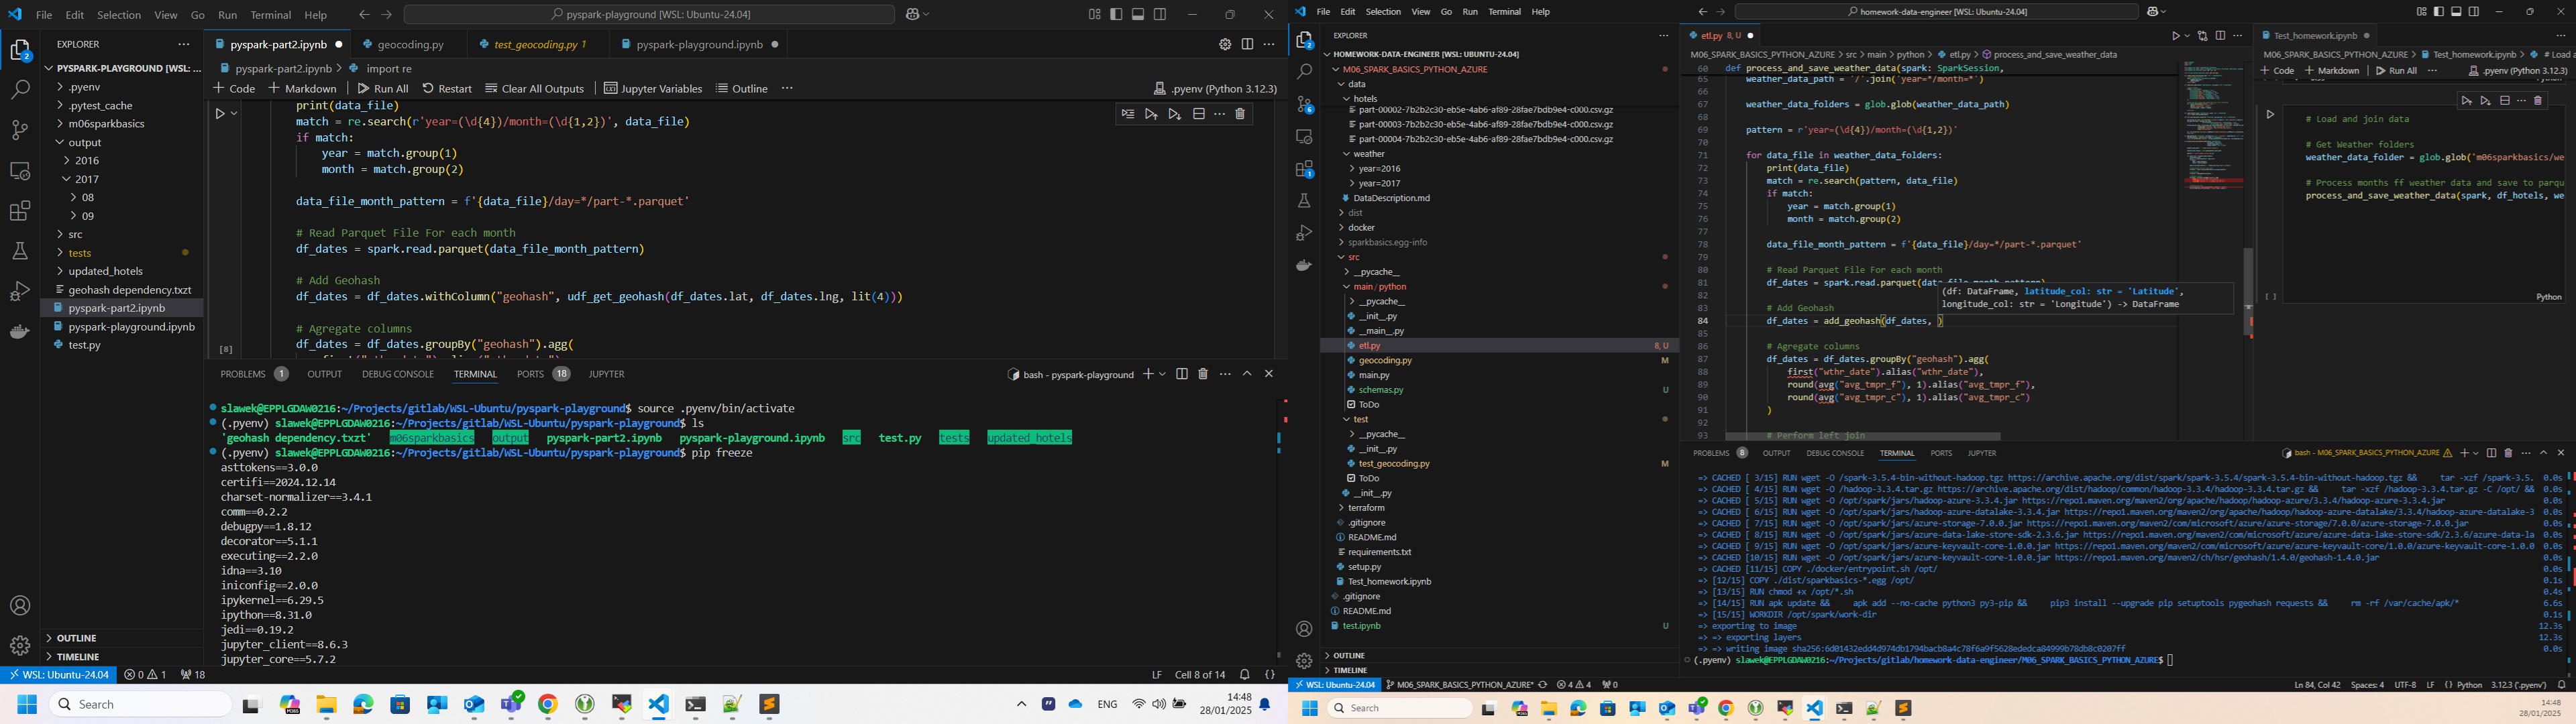 File Edit Selection View Go Run Terminal Help
pyspark-playground [WSL: Ubuntu-24.04]
EXPLORER
PYSPARK-PLAYGROUND [WSL: ...
.pyenv
.pytest_cache
m06sparkbasics
output
2016
2017
08
09
src
tests
updated_hotels
geohash dependency.txzt
pyspark-part2.ipynb
pyspark-playground.ipynb
test.py
OUTLINE
TIMELINE
pyspark-part2.ipynb
geocoding.py
test_geocoding.py 1
pyspark-playground.ipynb
pyspark-part2.ipynb > import re
+ Code + Markdown Run All Restart Clear All Outputs Jupyter Variables Outline ...
.pyenv (Python 3.12.3)
print(data_file)
match = re.search(r'year=(\d{4})/month=(\d{1,2})', data_file)
if match:
year = match.group(1)
month = match.group(2)
data_file_month_pattern = f'{data_file}/day=*/part-*.parquet'
# Read Parquet File For each month
df_dates = spark.read.parquet(data_file_month_pattern)
# Add Geohash
df_dates = df_dates.withColumn("geohash", udf_get_geohash(df_dates.lat, df_dates.lng, lit(4)))
# Agregate columns
df_dates = df_dates.groupBy("geohash").agg(
[8]
PROBLEMS 1 OUTPUT DEBUG CONSOLE TERMINAL PORTS 18 JUPYTER
bash - pyspark-playground
slawek@EPPLGDAW0216:~/Projects/gitlab/WSL-Ubuntu/pyspark-playground$ source .pyenv/bin/activate
(.pyenv) slawek@EPPLGDAW0216:~/Projects/gitlab/WSL-Ubuntu/pyspark-playground$ ls
'geohash dependency.txzt' m06sparkbasics output pyspark-part2.ipynb pyspark-playground.ipynb src test.py tests updated_hotels
(.pyenv) slawek@EPPLGDAW0216:~/Projects/gitlab/WSL-Ubuntu/pyspark-playground$ pip freeze
asttokens==3.0.0
certifi==2024.12.14
charset-normalizer==3.4.1
comm==0.2.2
debugpy==1.8.12
decorator==5.1.1
executing==2.2.0
idna==3.10
iniconfig==2.0.0
ipykernel==6.29.5
ipython==8.31.0
jedi==0.19.2
jupyter_client==8.6.3
jupyter_core==5.7.2
WSL: Ubuntu-24.04 0 1 18
LF Cell 8 of 14
Search
ENG
14:48
28/01/2025
File Edit Selection View Go Run Terminal Help
homework-data-engineer [WSL: Ubuntu-24.04]
EXPLORER
HOMEWORK-DATA-ENGINEER [WSL: UBUNTU-24.04]
M06_SPARK_BASICS_PYTHON_AZURE
data
hotels
part-00002-7b2b2c30-eb5e-4ab6-af89-28fae7bdb9e4-c000.csv.gz
part-00003-7b2b2c30-eb5e-4ab6-af89-28fae7bdb9e4-c000.csv.gz
part-00004-7b2b2c30-eb5e-4ab6-af89-28fae7bdb9e4-c000.csv.gz
weather
year=2016
year=2017
DataDescription.md
dist
docker
sparkbasics.egg-info
src
__pycache__
main/python
__pycache__
__init__.py
__main__.py
etl.py 8, U
geocoding.py M
main.py
schemas.py U
ToDo
test
__pycache__
__init__.py
test_geocoding.py M
ToDo
__init__.py
terraform
.gitignore
README.md
requirements.txt
setup.py
Test_homework.ipynb
.gitignore
README.md
test.ipynb U
OUTLINE
TIMELINE
etl.py 8, U
M06_SPARK_BASICS_PYTHON_AZURE > src > main > python > etl.py > process_and_save_weather_data
60 def process_and_save_weather_data(spark: SparkSession,
65 weather_data_path = '/'.join('year=*/month=*')
66
67 weather_data_folders = glob.glob(weather_data_path)
68
69 pattern = r'year=(\d{4})/month=(\d{1,2})'
70
71 for data_file in weather_data_folders:
72 print(data_file)
73 match = re.search(pattern, data_file)
74 if match:
75 year = match.group(1)
76 month = match.group(2)
77
78 data_file_month_pattern = f'{data_file}/day=*/part-*.parquet'
79
80 # Read Parquet File For each month
81 df_dates = spark.read.parquet(data_file_month_pattern)
82
(df: DataFrame, latitude_col: str = 'Latitude',
longitude_col: str = 'Longitude') -> DataFrame
83 # Add Geohash
84 df_dates = add_geohash(df_dates, )
85
86 # Agregate columns
87 df_dates = df_dates.groupBy("geohash").agg(
88 first("wthr_date").alias("wthr_date"),
89 round(avg("avg_tmpr_f"), 1).alias("avg_tmpr_f"),
90 round(avg("avg_tmpr_c"), 1).alias("avg_tmpr_c")
91 )
92
93 # Perform left join
Test_homework.ipynb
M06_SPARK_BASICS_PYTHON_AZURE > Test_homework.ipynb > # Load a
+ Code + Markdown Run All ... .pyenv (Python 3.12.3)
# Load and join data
# Get Weather folders
weather_data_folder = glob.glob('m06sparkbasics/we
# Process months ff weather data and save to parqu
process_and_save_weather_data(spark, df_hotels, we
[ ]
Python
PROBLEMS 8 OUTPUT DEBUG CONSOLE TERMINAL PORTS JUPYTER
bash - M06_SPARK_BASICS_PYTHON_AZURE
=> CACHED [ 3/15] RUN wget -O /spark-3.5.4-bin-without-hadoop.tgz https://archive.apache.org/dist/spark/spark-3.5.4/spark-3.5.4-bin-without-hadoop.tgz && tar -xzf /spark-3.5. 0.0s
=> CACHED [ 4/15] RUN wget -O /hadoop-3.3.4.tar.gz https://archive.apache.org/dist/hadoop/common/hadoop-3.3.4/hadoop-3.3.4.tar.gz && tar -xzf /hadoop-3.3.4.tar.gz -C /opt/ && 0.0s
=> CACHED [ 5/15] RUN wget -O /opt/spark/jars/hadoop-azure-3.3.4.jar https://repo1.maven.org/maven2/org/apache/hadoop/hadoop-azure/3.3.4/hadoop-azure-3.3.4.jar 0.0s
=> CACHED [ 6/15] RUN wget -O /opt/spark/jars/hadoop-azure-datalake-3.3.4.jar https://repo1.maven.org/maven2/org/apache/hadoop/hadoop-azure-datalake/3.3.4/hadoop-azure-datalake-3 0.0s
=> CACHED [ 7/15] RUN wget -O /opt/spark/jars/azure-storage-7.0.0.jar https://repo1.maven.org/maven2/com/microsoft/azure/azure-storage/7.0.0/azure-storage-7.0.0.jar 0.0s
=> CACHED [ 8/15] RUN wget -O /opt/spark/jars/azure-data-lake-store-sdk-2.3.6.jar https://repo1.maven.org/maven2/com/microsoft/azure/azure-data-lake-store-sdk/2.3.6/azure-data-la 0.0s
=> CACHED [ 9/15] RUN wget -O /opt/spark/jars/azure-keyvault-core-1.0.0.jar https://repo1.maven.org/maven2/com/microsoft/azure/azure-keyvault-core/1.0.0/azure-keyvault-core-1.0.0 0.0s
=> CACHED [10/15] RUN wget -O /opt/spark/jars/azure-keyvault-core-1.0.0.jar https://repo1.maven.org/maven2/ch/hsr/geohash/1.4.0/geohash-1.4.0.jar 0.0s
=> CACHED [11/15] COPY ./docker/entrypoint.sh /opt/ 0.0s
=> [12/15] COPY ./dist/sparkbasics-*.egg /opt/ 0.1s
=> [13/15] RUN chmod +x /opt/*.sh 0.4s
=> [14/15] RUN apk update && apk add --no-cache python3 py3-pip && pip3 install --upgrade pip setuptools pygeohash requests && rm -rf /var/cache/apk/* 6.6s
=> [15/15] WORKDIR /opt/spark/work-dir 0.1s
=> exporting to image 12.3s
=> => exporting layers 12.3s
=> => writing image sha256:6d01432edd4d974db1794bacb8a4c78f6a9f5628ededca84999b78db8c0207ff 0.0s
(.pyenv) slawek@EPPLGDAW0216:~/Projects/gitlab/homework-data-engineer/M06_SPARK_BASICS_PYTHON_AZURE$
WSL: Ubuntu-24.04 M06_SPARK_BASICS_PYTHON_AZURE* 4 4 0
Ln 84, Col 42 Spaces: 4 UTF-8 LF Python 3.12.3 ('.pyenv')
Search
14:48
28/01/2025